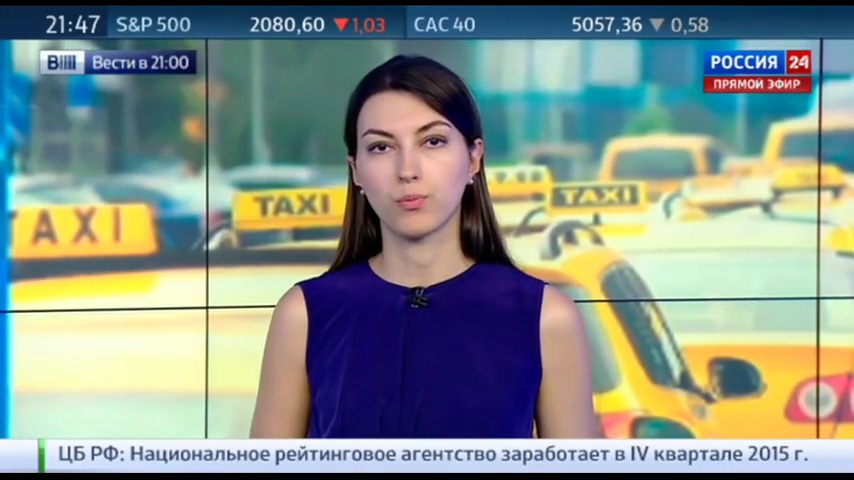 21:47 S&P 500 2080,60 ▼1,03 CAC 40 5057,36 ▼ 0,58
В Вести в 21:00
РОССИЯ 24
ПРЯМОЙ ЭФИР
TAXI TAXI TAXI
ЦБ РФ: Национальное рейтинговое агентство заработает в IV квартале 2015 г.